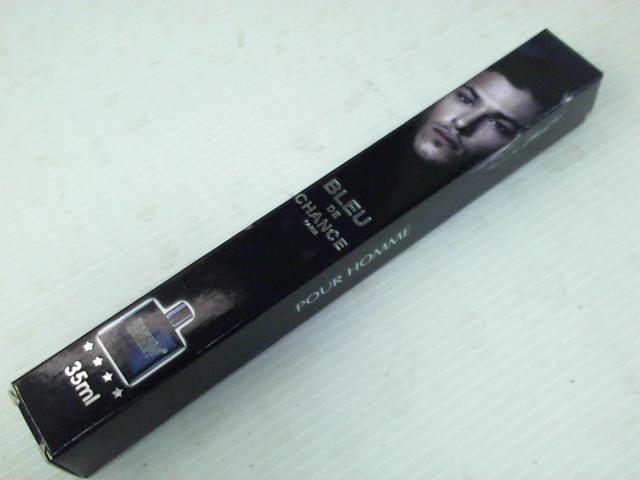 BLEU
DE
CHANCE
PARIS
POUR HOMME
35ml